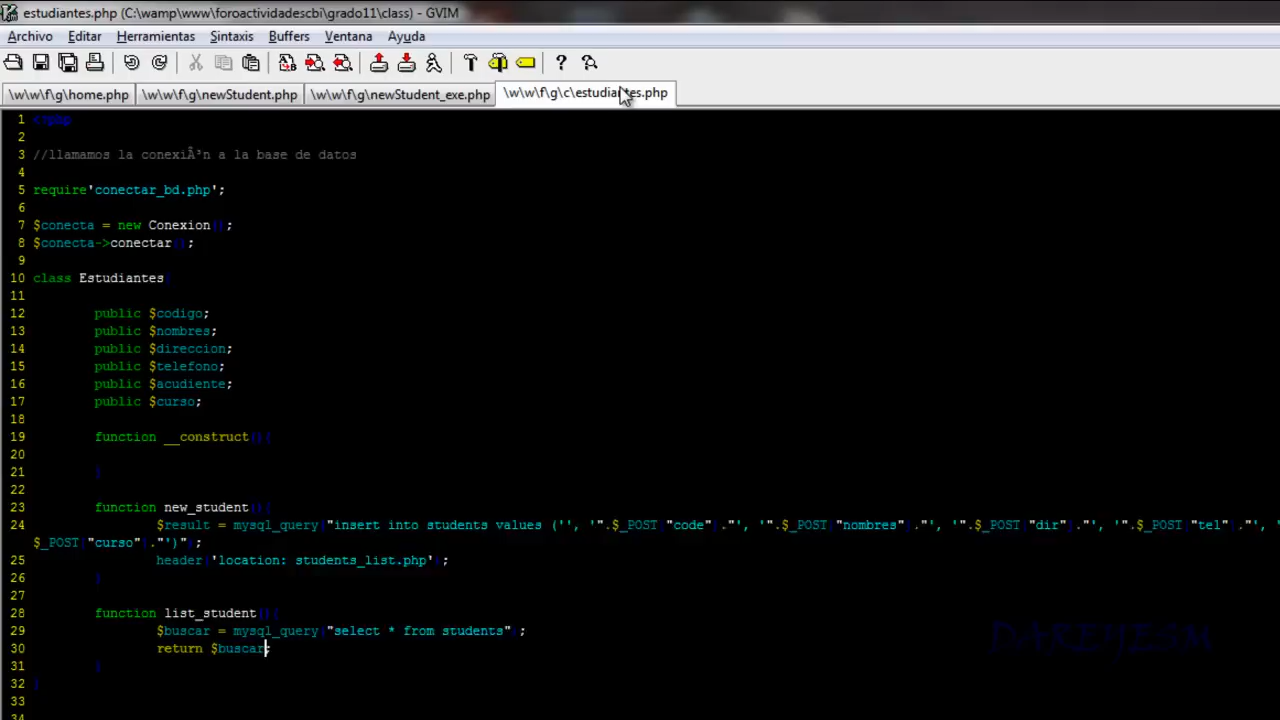 estudiantes.php (C:\wamp\www\foroactividadescbi\grado11\class) - GVIM
Archivo Editar Herramientas Sintaxis Buffers Ventana Ayuda
\w\w\f\g\home.php \w\w\f\g\newStudent.php \w\w\f\g\newStudent_exe.php \w\w\f\g\c\estudiantes.php
1 <?php
2
3 //llamamos la conexiÃ³n a la base de datos
4
5 require'conectar_bd.php';
6
7 $conecta = new Conexion();
8 $conecta->conectar();
9
10 class Estudiantes{
11
12 public $codigo;
13 public $nombres;
14 public $direccion;
15 public $telefono;
16 public $acudiente;
17 public $curso;
18
19 function __construct(){
20
21 }
22
23 function new_student(){
24 $result = mysql_query("insert into students values ('', '".$_POST["code"]."', '".$_POST["nombres"]."', '".$_POST["dir"]."', '".$_POST["tel"]."', '
$_POST["curso"]."')");
25 header('location: students_list.php');
26 }
27
28 function list_student(){
29 $buscar = mysql_query("select * from students");
30 return $buscar;
31 }
32 }
33
34
DAREYESM